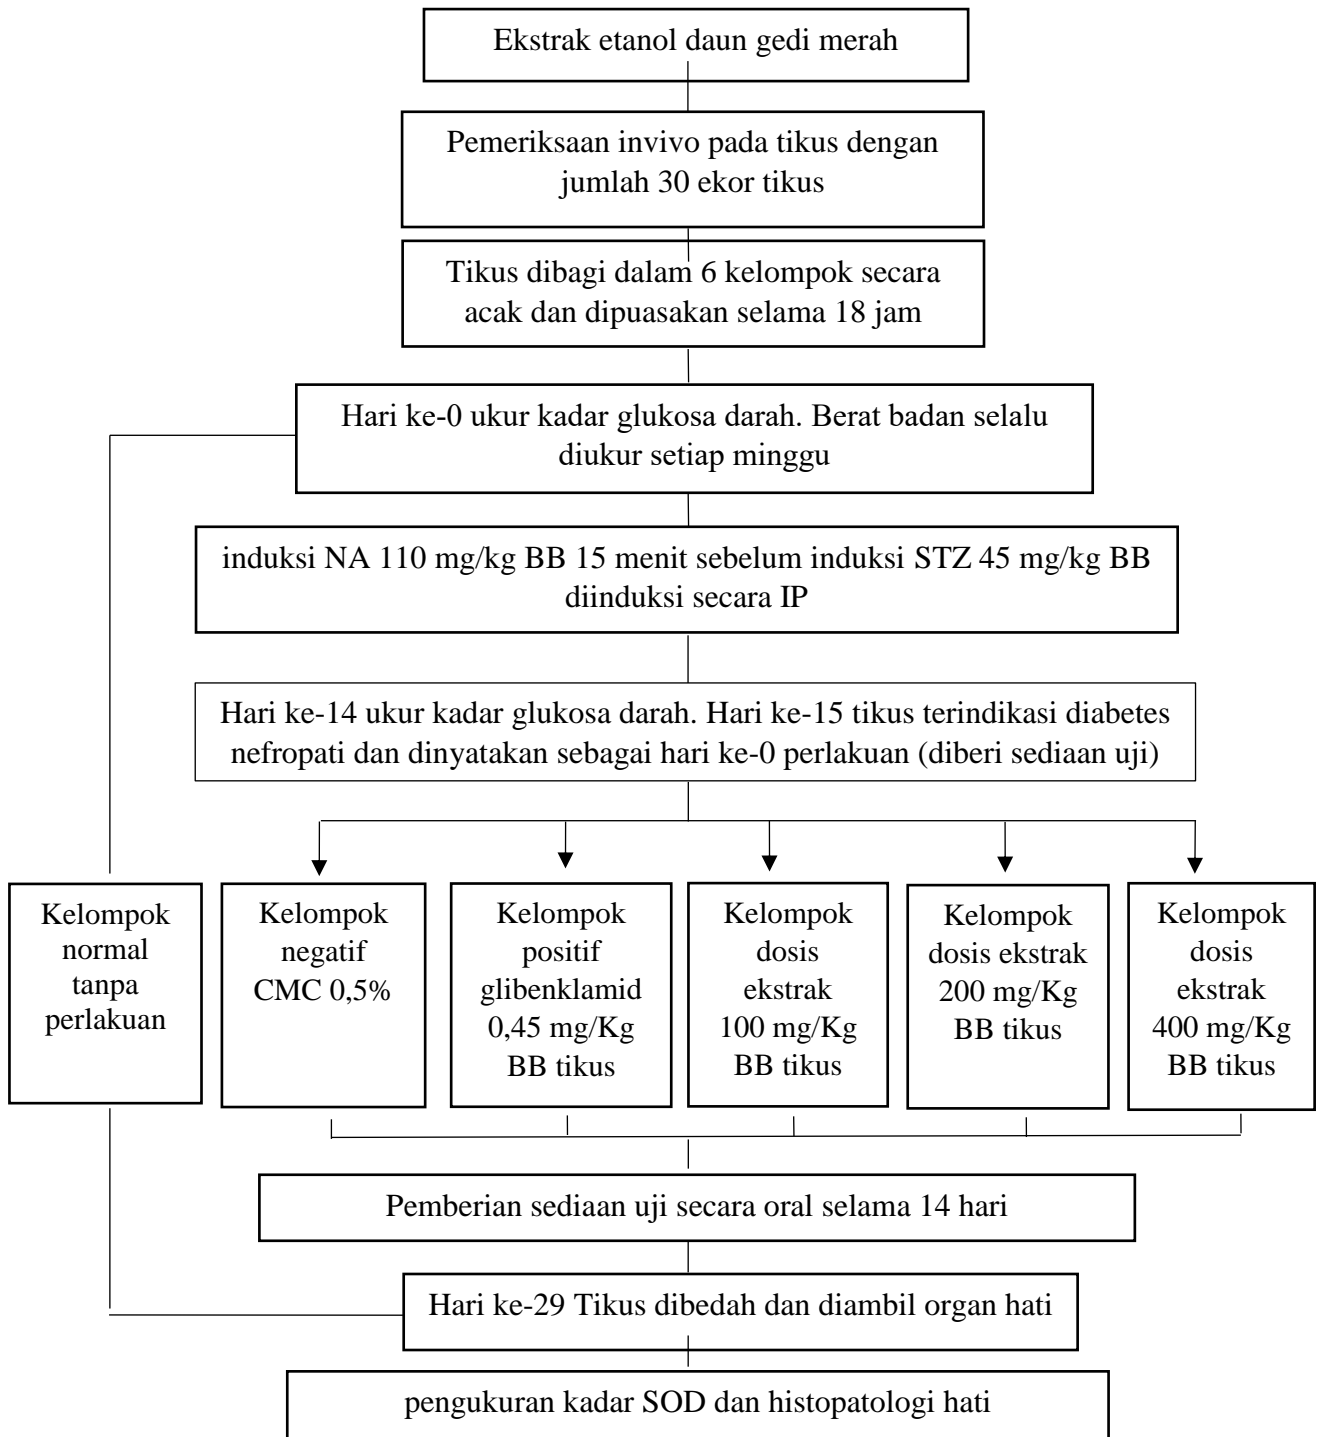 Ekstrak etanol daun gedi merah
Pemeriksaan invivo pada tikus dengan
jumlah 30 ekor tikus
Tikus dibagi dalam 6 kelompok secara
acak dan dipuasakan selama 18 jam
Hari ke-0 ukur kadar glukosa darah. Berat badan selalu
diukur setiap minggu
induksi NA 110 mg/kg BB 15 menit sebelum induksi STZ 45 mg/kg BB
diinduksi secara IP
Hari ke-14 ukur kadar glukosa darah. Hari ke-15 tikus terindikasi diabetes
nefropati dan dinyatakan sebagai hari ke-0 perlakuan (diberi sediaan uji)
Kelompok
normal
tanpa
perlakuan
Kelompok
negatif
CMC 0,5%
Kelompok
positif
glibenklamid
0,45 mg/Kg
BB tikus
Kelompok
dosis
ekstrak
100 mg/Kg
BB tikus
Kelompok
dosis ekstrak
200 mg/Kg
BB tikus
Kelompok
dosis
ekstrak
400 mg/Kg
BB tikus
Pemberian sediaan uji secara oral selama 14 hari
Hari ke-29 Tikus dibedah dan diambil organ hati
pengukuran kadar SOD dan histopatologi hati